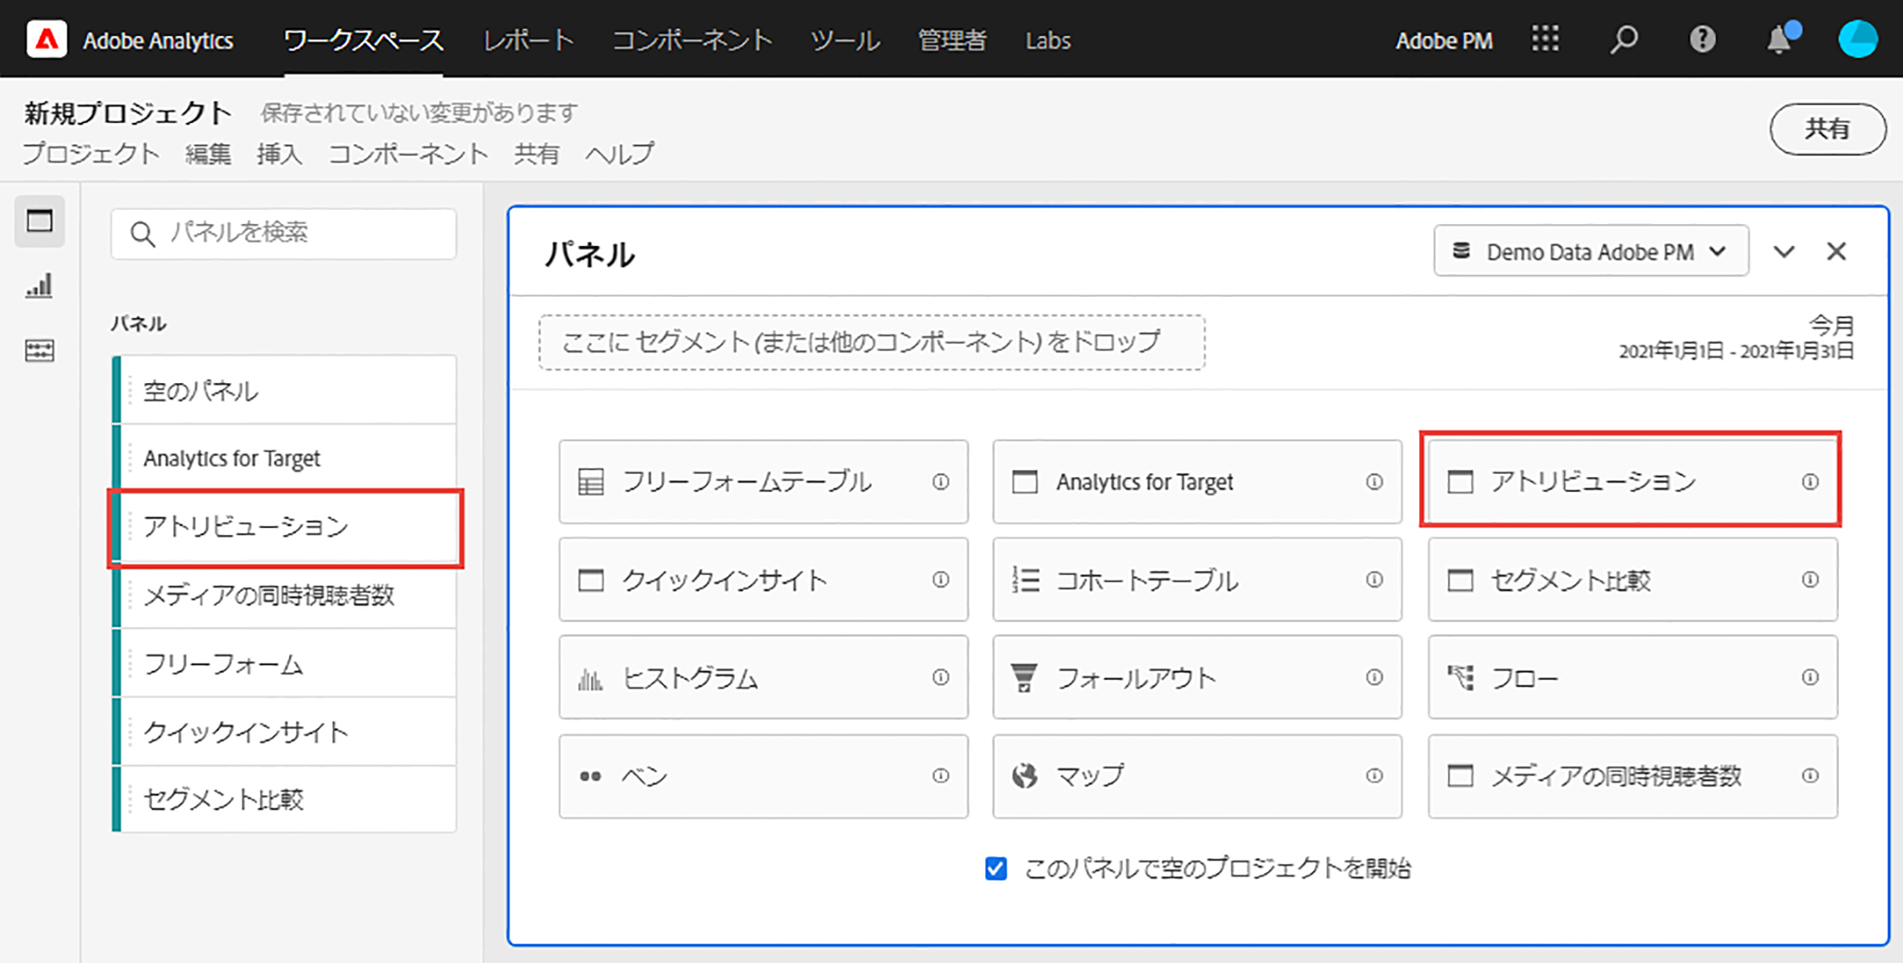 Adobe Analytics ワークスペース レポート コンポーネント ツール 管理者 Labs Adobe PM
新規プロジェクト 保存されていない変更があります
プロジェクト 編集 挿入 コンポーネント 共有 ヘルプ
共有
パネルを検索
パネル
空のパネル
Analytics for Target
アトリビューション
メディアの同時視聴者数
フリーフォーム
クイックインサイト
セグメント比較
パネル
Demo Data Adobe PM
ここに セグメント (または他のコンポーネント) をドロップ
今月
2021年1月1日 - 2021年1月31日
フリーフォームテーブル Analytics for Target アトリビューション
クイックインサイト コホートテーブル セグメント比較
ヒストグラム フォールアウト フロー
ベン マップ メディアの同時視聴者数
このパネルで空のプロジェクトを開始